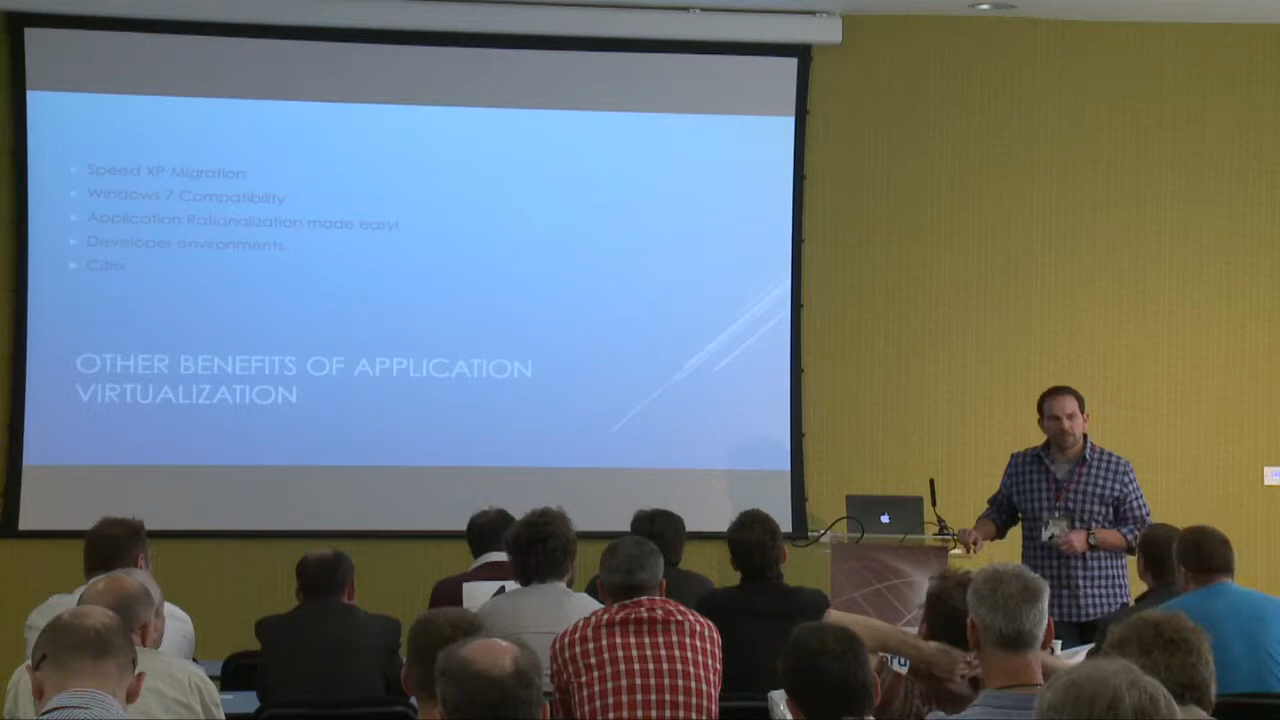 Speed XP Migration
Windows 7 Compatibility
Application Rationalization made easy!
Developer environments
Citrix
OTHER BENEFITS OF APPLICATION
VIRTUALIZATION